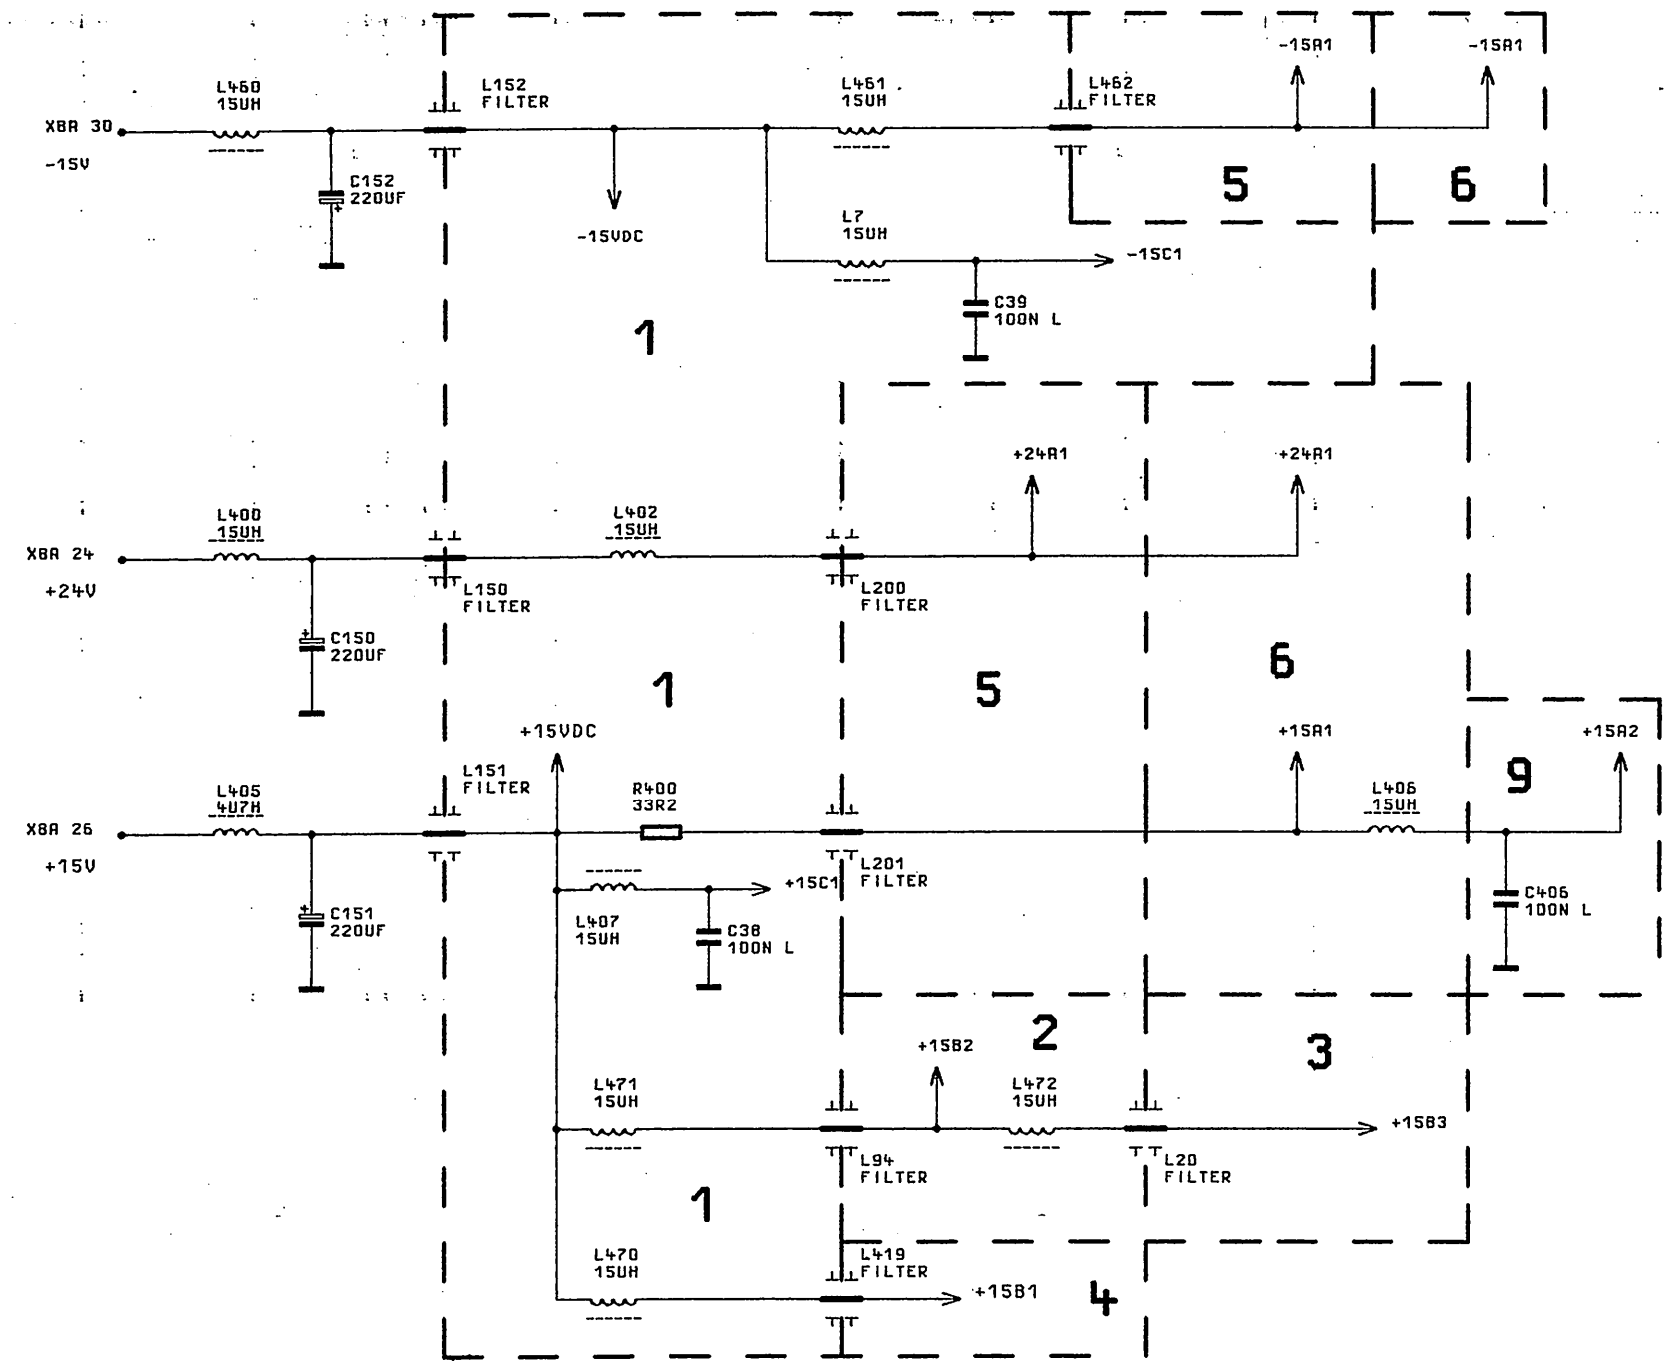 -15A1
-15A1
L460
15UH
L152
FILTER
L461
15UH
L462
FILTER
X8A 30
-15V
C152
220UF
5
6
-15VDC
L7
15UH
-15C1
C39
100N L
1
+24A1
+24A1
L400
15UH
L402
15UH
X8A 24
+24V
L150
FILTER
L200
FILTER
C150
220UF
1
5
6
+15VDC
+15A1
+15A2
L405
4U7H
L151
FILTER
R400
33R2
L406
15UH
9
X8A 26
+15V
L201
FILTER
+15C1
C151
220UF
L407
15UH
C38
100N L
C406
100N L
2
3
+15B2
L471
15UH
L472
15UH
+15B3
L94
FILTER
L20
FILTER
1
L470
15UH
L419
FILTER
+15B1
4